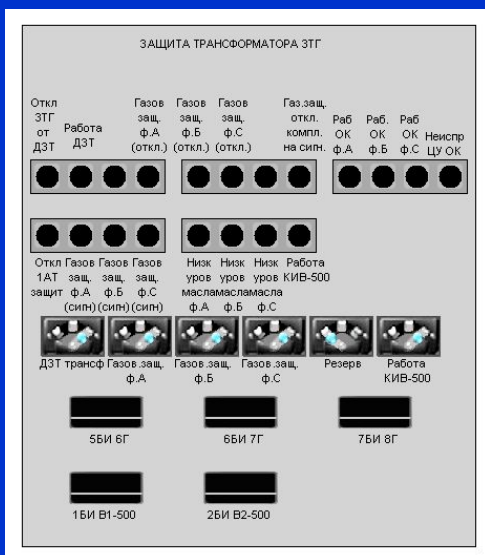 ЗАЩИТА ТРАНСФОРМАТОРА 3ТГ
Откл Газов Газов Газов Газ.защ. Раб Раб. Раб
3ТГ Работа защ. защ. защ. откл. ОК ОК ОК Неиспр
от ДЗТ ф.А ф.Б ф.С компл. ф.А ф.Б ф.С ЦУ ОК
ДЗТ (откл.) (откл.) (откл.) на сигн.
Откл Газов Газов Газов Низк Низк Низк Работа
1АТ защ. защ. защ. уров уров уров КИВ-500
защит ф.А ф.Б ф.С масла масла масла
(сигн) (сигн) (сигн) ф.А ф.Б ф.С
ДЗТ трансф Газов.защ. Газов.защ. Газов.защ. Резерв Работа
ф.А ф.Б ф.С КИВ-500
5БИ 6Г 6БИ 7Г 7БИ 8Г
1БИ В1-500 2БИ В2-500